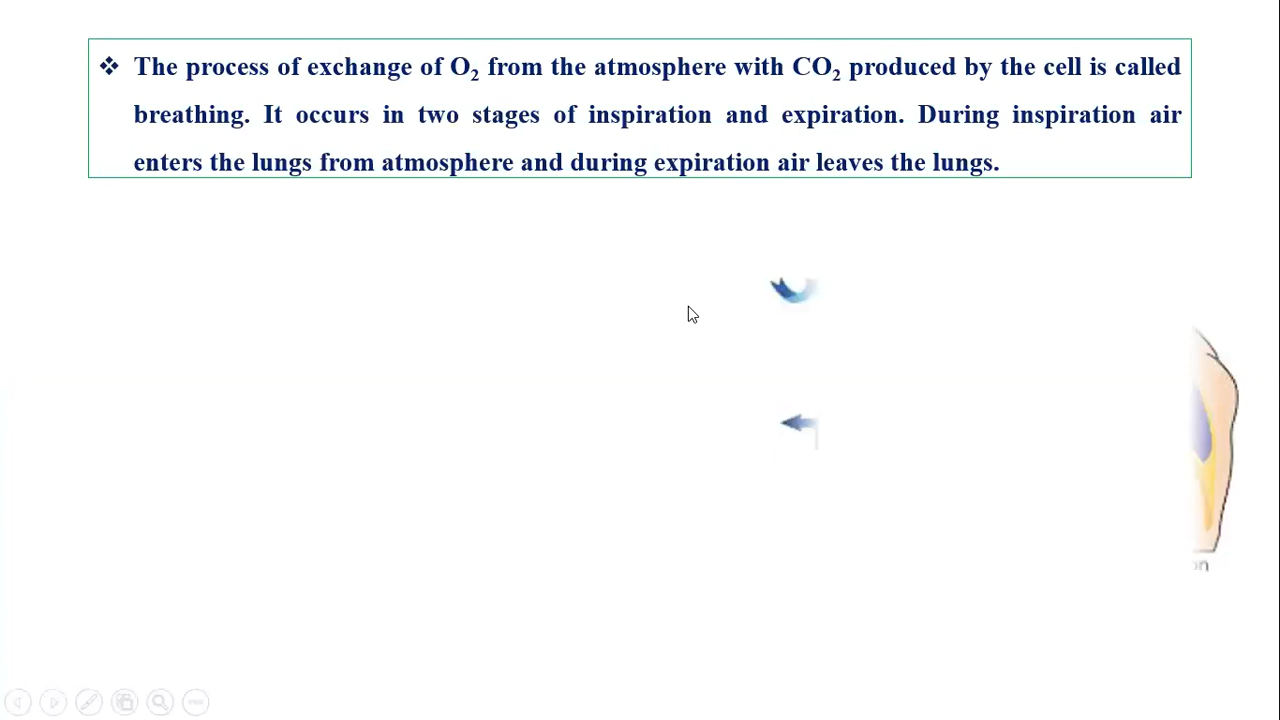 ❖ The process of exchange of O₂ from the atmosphere with CO₂ produced by the cell is called
breathing. It occurs in two stages of inspiration and expiration. During inspiration air
enters the lungs from atmosphere and during expiration air leaves the lungs.